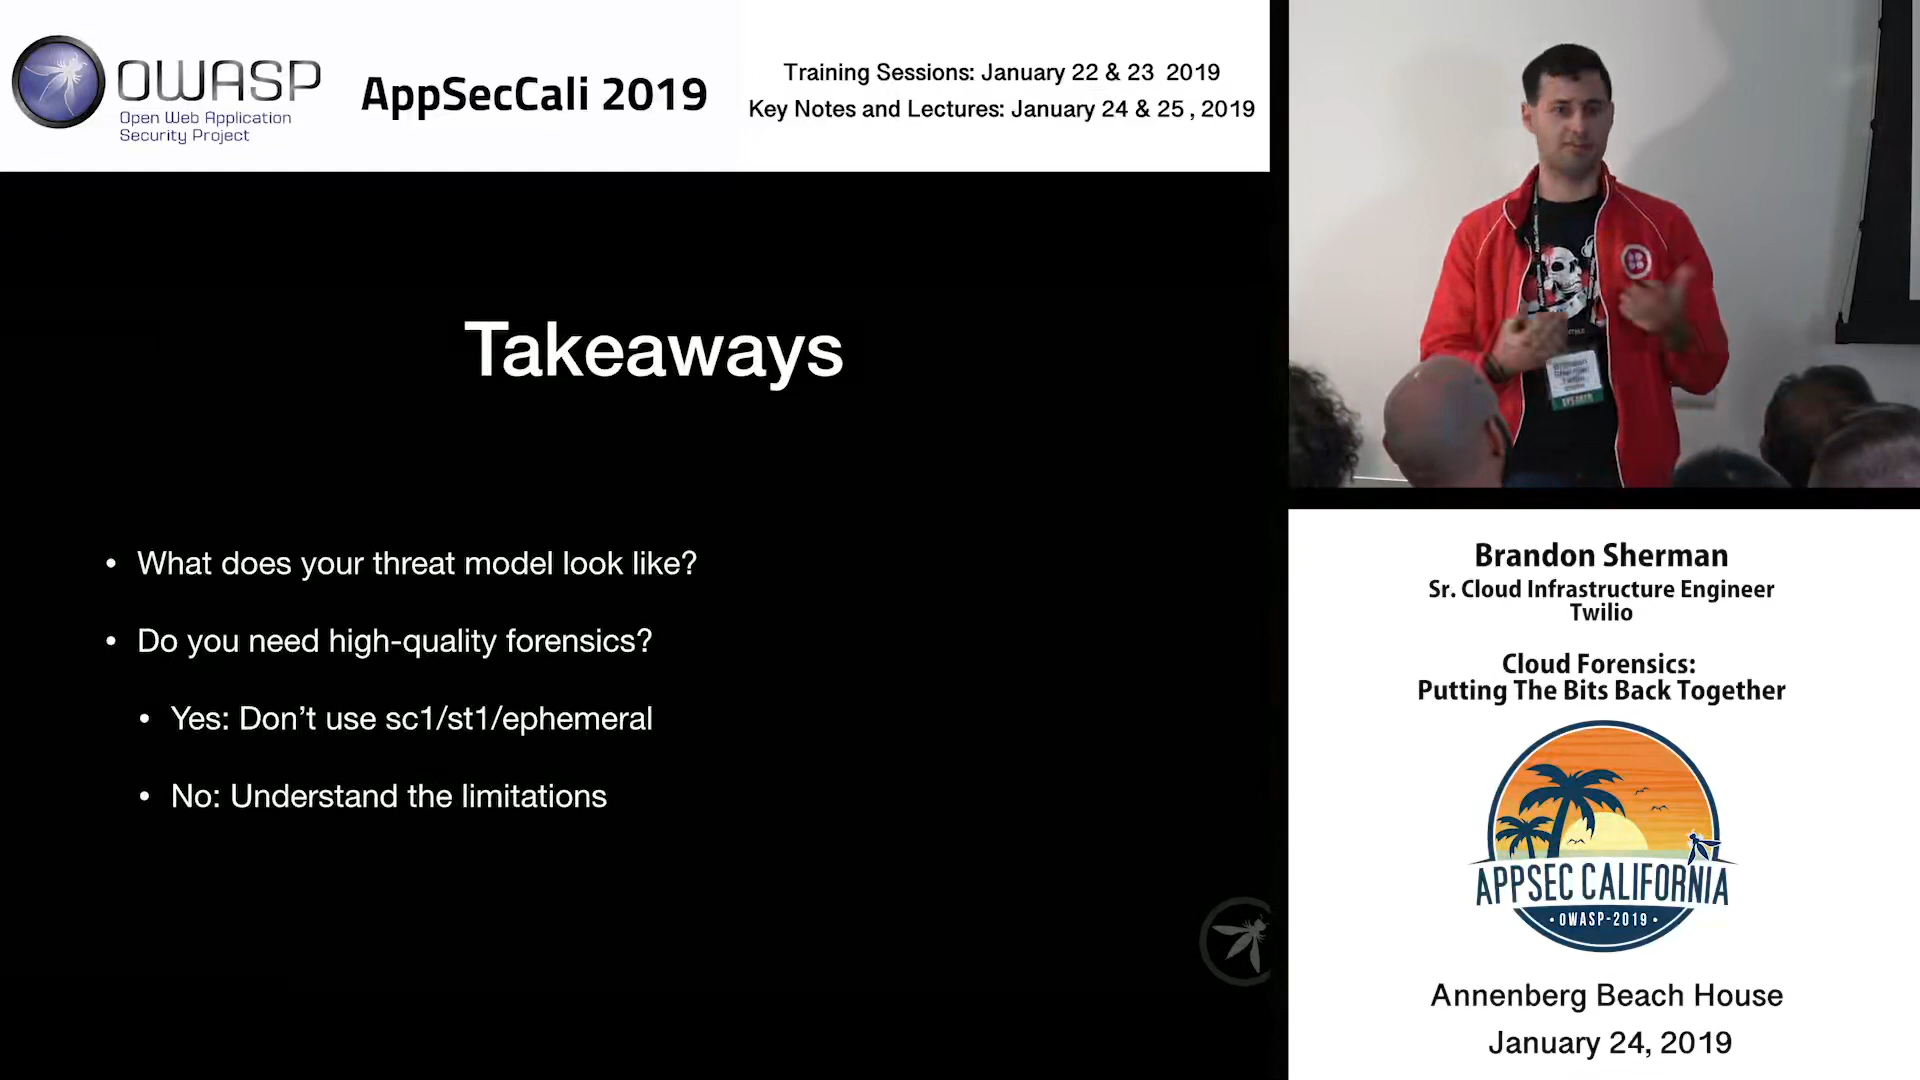 OWASP
Open Web Application
Security Project
AppSecCali 2019
Training Sessions: January 22 & 23 2019
Key Notes and Lectures: January 24 & 25 , 2019
Takeaways
• What does your threat model look like?
• Do you need high-quality forensics?
• Yes: Don’t use sc1/st1/ephemeral
• No: Understand the limitations
SPEAKER
Brandon Sherman
Sr. Cloud Infrastructure Engineer
Twilio
Cloud Forensics:
Putting The Bits Back Together
APPSEC CALIFORNIA
• OWASP-2019 •
Annenberg Beach House
January 24, 2019